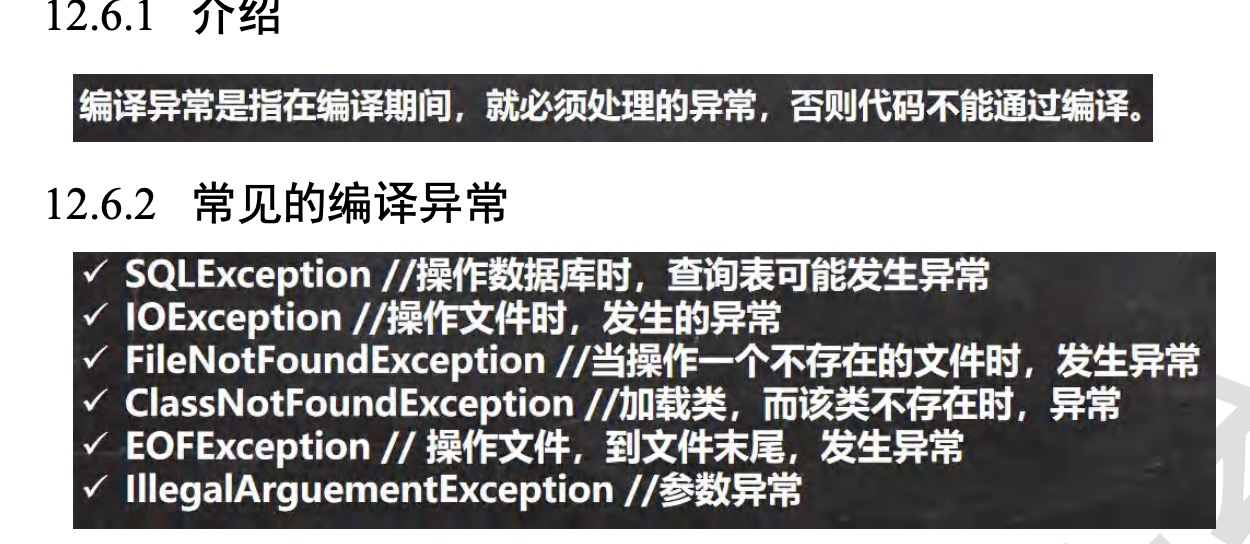 12.6.1 介绍
编译异常是指在编译期间，就必须处理的异常，否则代码不能通过编译。
12.6.2 常见的编译异常
✓ SQLException //操作数据库时，查询表可能发生异常
✓ IOException //操作文件时，发生的异常
✓ FileNotFoundException //当操作一个不存在的文件时，发生异常
✓ ClassNotFoundException //加载类，而该类不存在时，异常
✓ EOFException // 操作文件，到文件末尾，发生异常
✓ IllegalArguementException //参数异常